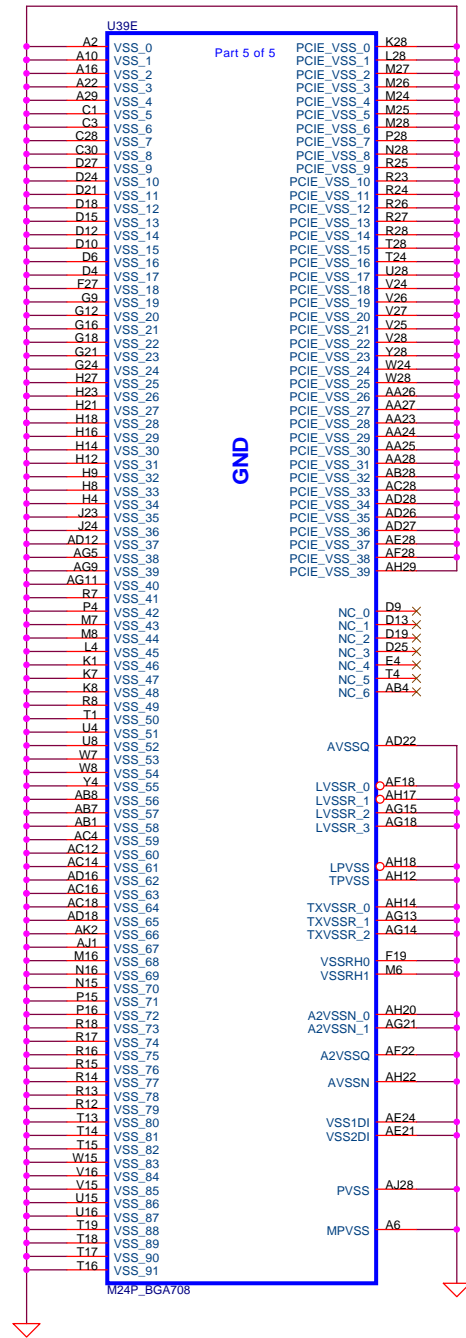 U39E
Part 5 of 5
A2 VSS_0
A10 VSS_1
A16 VSS_2
A22 VSS_3
A29 VSS_4
C1 VSS_5
C3 VSS_6
C28 VSS_7
C30 VSS_8
D27 VSS_9
D24 VSS_10
D21 VSS_11
D18 VSS_12
D15 VSS_13
D12 VSS_14
D10 VSS_15
D6 VSS_16
D4 VSS_17
F27 VSS_18
G9 VSS_19
G12 VSS_20
G16 VSS_21
G18 VSS_22
G21 VSS_23
G24 VSS_24
H27 VSS_25
H23 VSS_26
H21 VSS_27
H18 VSS_28
H16 VSS_29
H14 VSS_30
H12 VSS_31
H9 VSS_32
H8 VSS_33
H4 VSS_34
J23 VSS_35
J24 VSS_36
AD12 VSS_37
AG5 VSS_38
AG9 VSS_39
AG11 VSS_40
R7 VSS_41
P4 VSS_42
M7 VSS_43
M8 VSS_44
L4 VSS_45
K1 VSS_46
K7 VSS_47
K8 VSS_48
R8 VSS_49
T1 VSS_50
U4 VSS_51
U8 VSS_52
W7 VSS_53
W8 VSS_54
Y4 VSS_55
AB8 VSS_56
AB7 VSS_57
AB1 VSS_58
AC4 VSS_59
AC12 VSS_60
AC14 VSS_61
AD16 VSS_62
AC16 VSS_63
AC18 VSS_64
AD18 VSS_65
AK2 VSS_66
AJ1 VSS_67
M16 VSS_68
N16 VSS_69
N15 VSS_70
P15 VSS_71
P16 VSS_72
R18 VSS_73
R17 VSS_74
R16 VSS_75
R15 VSS_76
R14 VSS_77
R13 VSS_78
R12 VSS_79
T13 VSS_80
T14 VSS_81
T15 VSS_82
W15 VSS_83
V16 VSS_84
V15 VSS_85
U15 VSS_86
U16 VSS_87
T19 VSS_88
T18 VSS_89
T17 VSS_90
T16 VSS_91
GND
PCIE_VSS_0 K28
PCIE_VSS_1 L28
PCIE_VSS_2 M27
PCIE_VSS_3 M26
PCIE_VSS_4 M24
PCIE_VSS_5 M25
PCIE_VSS_6 M28
PCIE_VSS_7 P28
PCIE_VSS_8 N28
PCIE_VSS_9 R25
PCIE_VSS_10 R23
PCIE_VSS_11 R24
PCIE_VSS_12 R26
PCIE_VSS_13 R27
PCIE_VSS_14 R28
PCIE_VSS_15 T28
PCIE_VSS_16 T24
PCIE_VSS_17 U28
PCIE_VSS_18 V24
PCIE_VSS_19 V26
PCIE_VSS_20 V27
PCIE_VSS_21 V25
PCIE_VSS_22 V28
PCIE_VSS_23 Y28
PCIE_VSS_24 W24
PCIE_VSS_25 W28
PCIE_VSS_26 AA26
PCIE_VSS_27 AA27
PCIE_VSS_28 AA23
PCIE_VSS_29 AA24
PCIE_VSS_30 AA25
PCIE_VSS_31 AA28
PCIE_VSS_32 AB28
PCIE_VSS_33 AC28
PCIE_VSS_34 AD28
PCIE_VSS_35 AD26
PCIE_VSS_36 AD27
PCIE_VSS_37 AE28
PCIE_VSS_38 AF28
PCIE_VSS_39 AH29
NC_0 D9
NC_1 D13
NC_2 D19
NC_3 D25
NC_4 E4
NC_5 T4
NC_6 AB4
AVSSQ AD22
LVSSR_0 AF18
LVSSR_1 AH17
LVSSR_2 AG15
LVSSR_3 AG18
LPVSS AH18
TPVSS AH12
TXVSSR_0 AH14
TXVSSR_1 AG13
TXVSSR_2 AG14
VSSRH0 F19
VSSRH1 M6
A2VSSN_0 AH20
A2VSSN_1 AG21
A2VSSQ AF22
AVSSN AH22
VSS1DI AE24
VSS2DI AE21
PVSS AJ28
MPVSS A6
M24P_BGA708